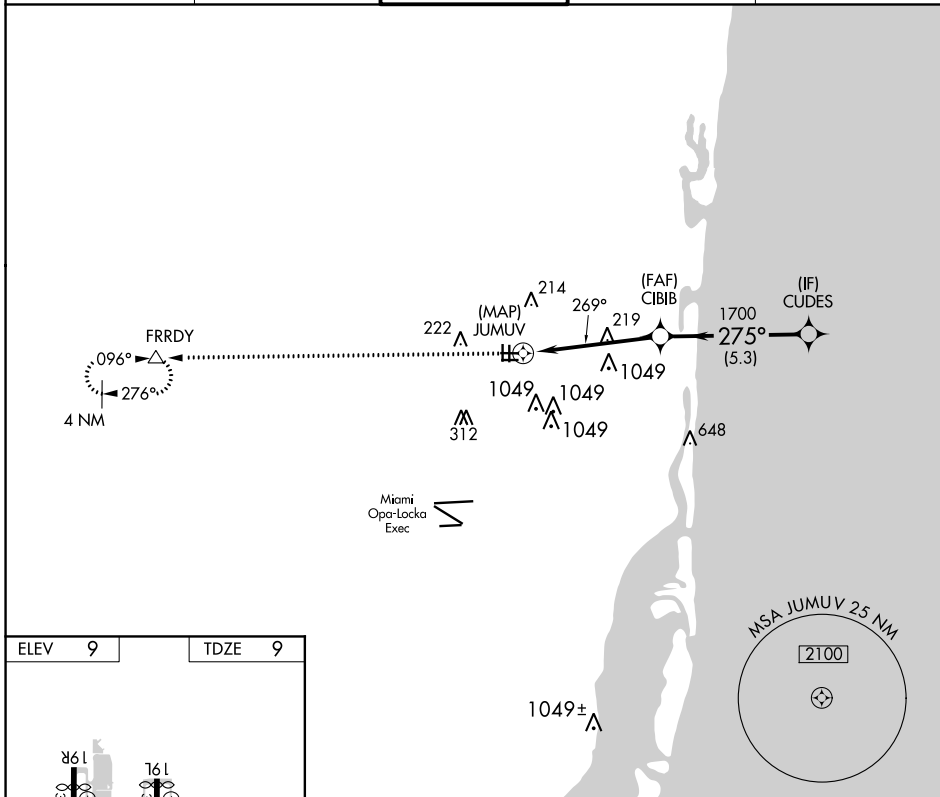 (FAF)
CIBIB
(IF)
CUDES
214
(MAP)
JUMUV
269°
219
1700
275°
(5.3)
222
FRRDY
096°
276°
4 NM
1049
1049
1049
1049
312
648
Miami
Opa-Locka
Exec
MSA JUMUV 25 NM
2100
ELEV 9
TDZE 9
1049±
19R
19L